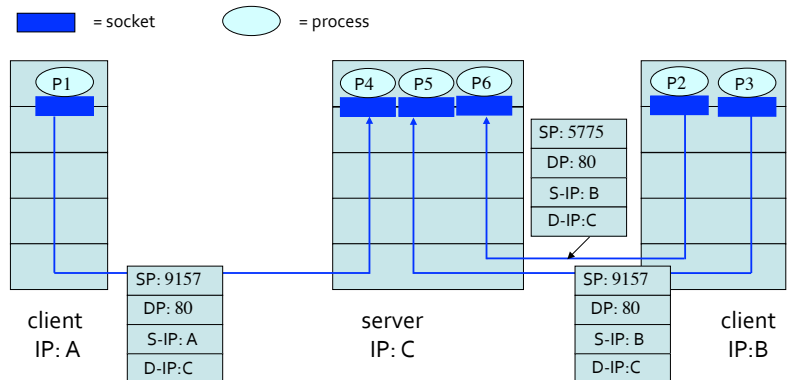 = socket
= process
P1
P4
P5
P6
P2
P3
SP: 5775
DP: 80
S-IP: B
D-IP:C
SP: 9157
DP: 80
S-IP: A
D-IP:C
SP: 9157
DP: 80
S-IP: B
D-IP:C
client
IP: A
server
IP: C
client
IP:B